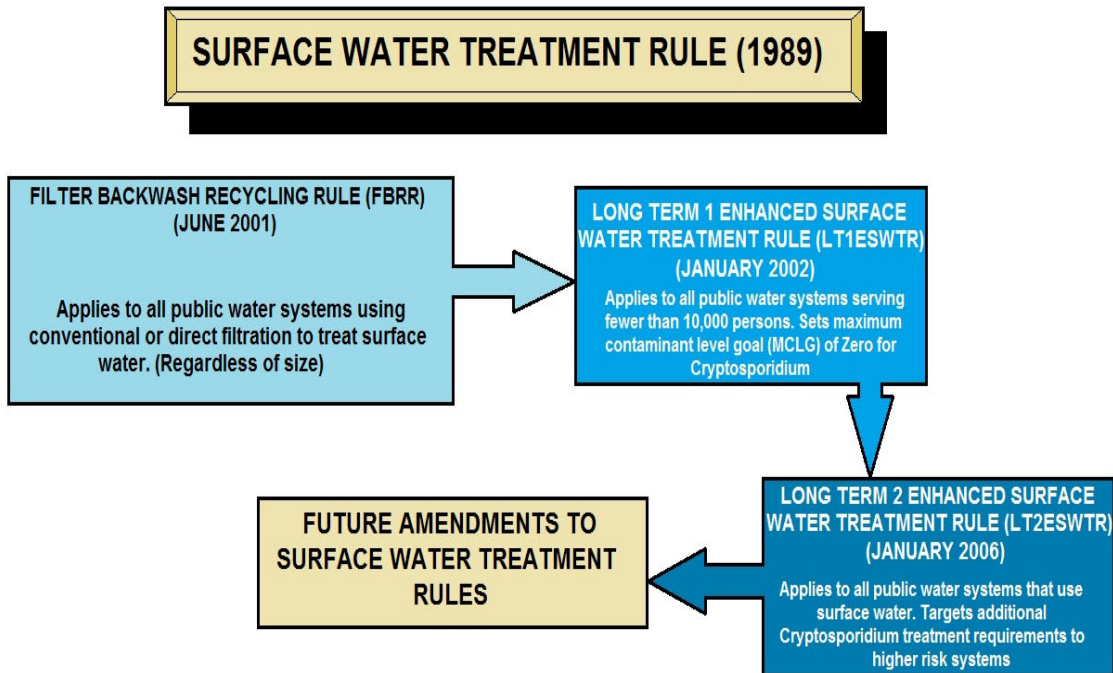 SURFACE WATER TREATMENT RULE (1989)
FILTER BACKWASH RECYCLING RULE (FBRR)
(JUNE 2001)
Applies to all public water systems using
conventional or direct filtration to treat surface
water. (Regardless of size)
LONG TERM 1 ENHANCED SURFACE
WATER TREATMENT RULE (LT1ESWTR)
(JANUARY 2002)
Applies to all public water systems serving
fewer than 10,000 persons. Sets maximum
contaminant level goal (MCLG) of Zero for
Cryptosporidium
LONG TERM 2 ENHANCED SURFACE
WATER TREATMENT RULE (LT2ESWTR)
(JANUARY 2006)
Applies to all public water systems that use
surface water. Targets additional
Cryptosporidium treatment requirements to
higher risk systems
FUTURE AMENDMENTS TO
SURFACE WATER TREATMENT
RULES